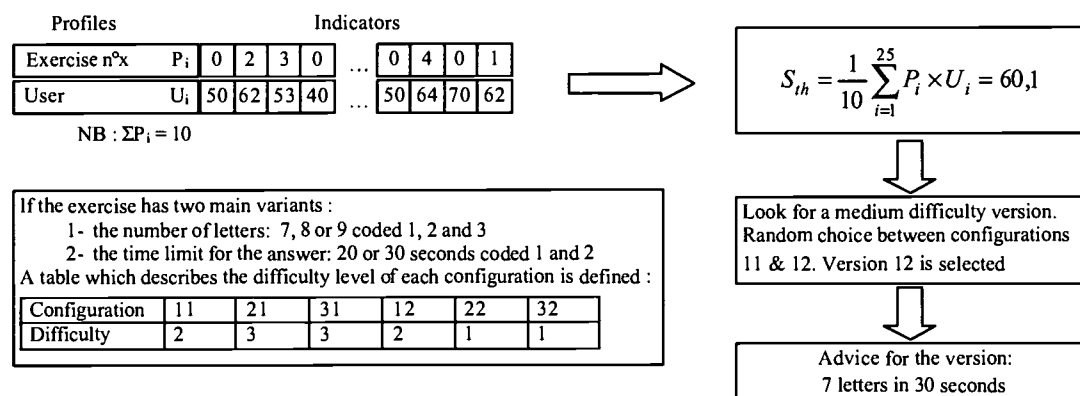 Profiles Indicators
Exercise n°x Pi 0 2 3 0 ... 0 4 0 1
User Ui 50 62 53 40 ... 50 64 70 62
NB : ΣPi = 10
If the exercise has two main variants :
1- the number of letters: 7, 8 or 9 coded 1, 2 and 3
2- the time limit for the answer: 20 or 30 seconds coded 1 and 2
A table which describes the difficulty level of each configuration is defined :
Configuration 11 21 31 12 22 32
Difficulty 2 3 3 2 1 1
S_th = 1/10 Σ_{i=1}^{25} P_i × U_i = 60,1
Look for a medium difficulty version.
Random choice between configurations
11 & 12. Version 12 is selected
Advice for the version:
7 letters in 30 seconds